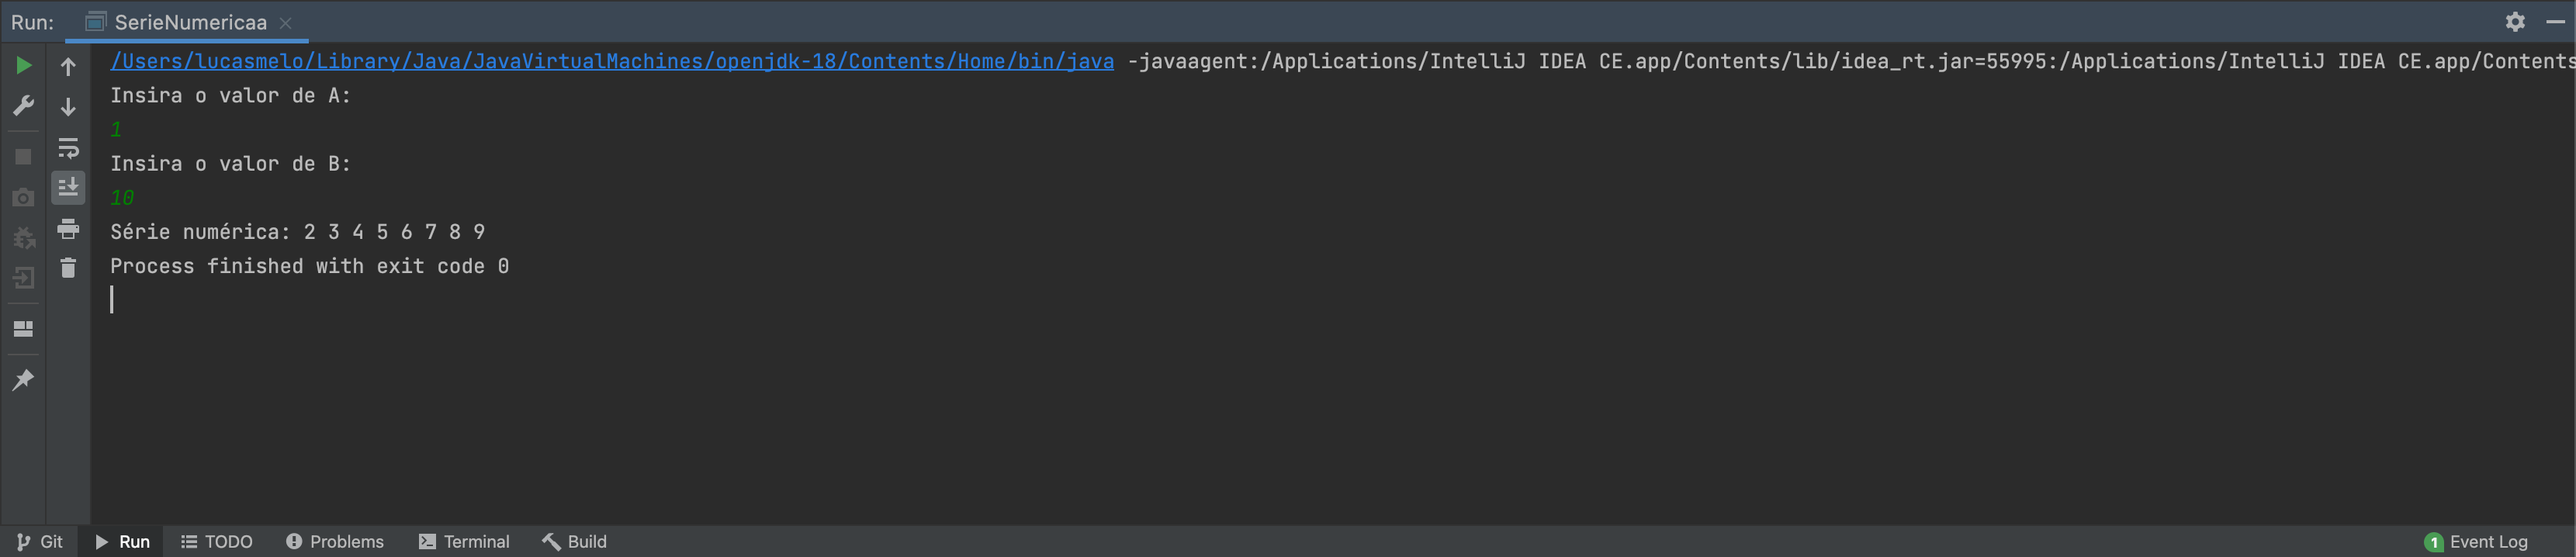 Run: SerieNumericaa
/Users/lucasmelo/Library/Java/JavaVirtualMachines/openjdk-18/Contents/Home/bin/java -javaagent:/Applications/IntelliJ IDEA CE.app/Contents/lib/idea_rt.jar=55995:/Applications/IntelliJ IDEA CE.app/Contents
Insira o valor de A:
1
Insira o valor de B:
10
Série numérica: 2 3 4 5 6 7 8 9
Process finished with exit code 0
Git Run TODO Problems Terminal Build 1 Event Log